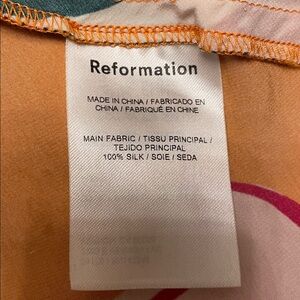 Reformation
MADE IN CHINA / FABRICADO EN
CHINA / FABRIQUÉ EN CHINE
MAIN FABRIC / TISSU PRINCIPAL /
TEJIDO PRINCIPAL
100% SILK / SOIE / SEDA